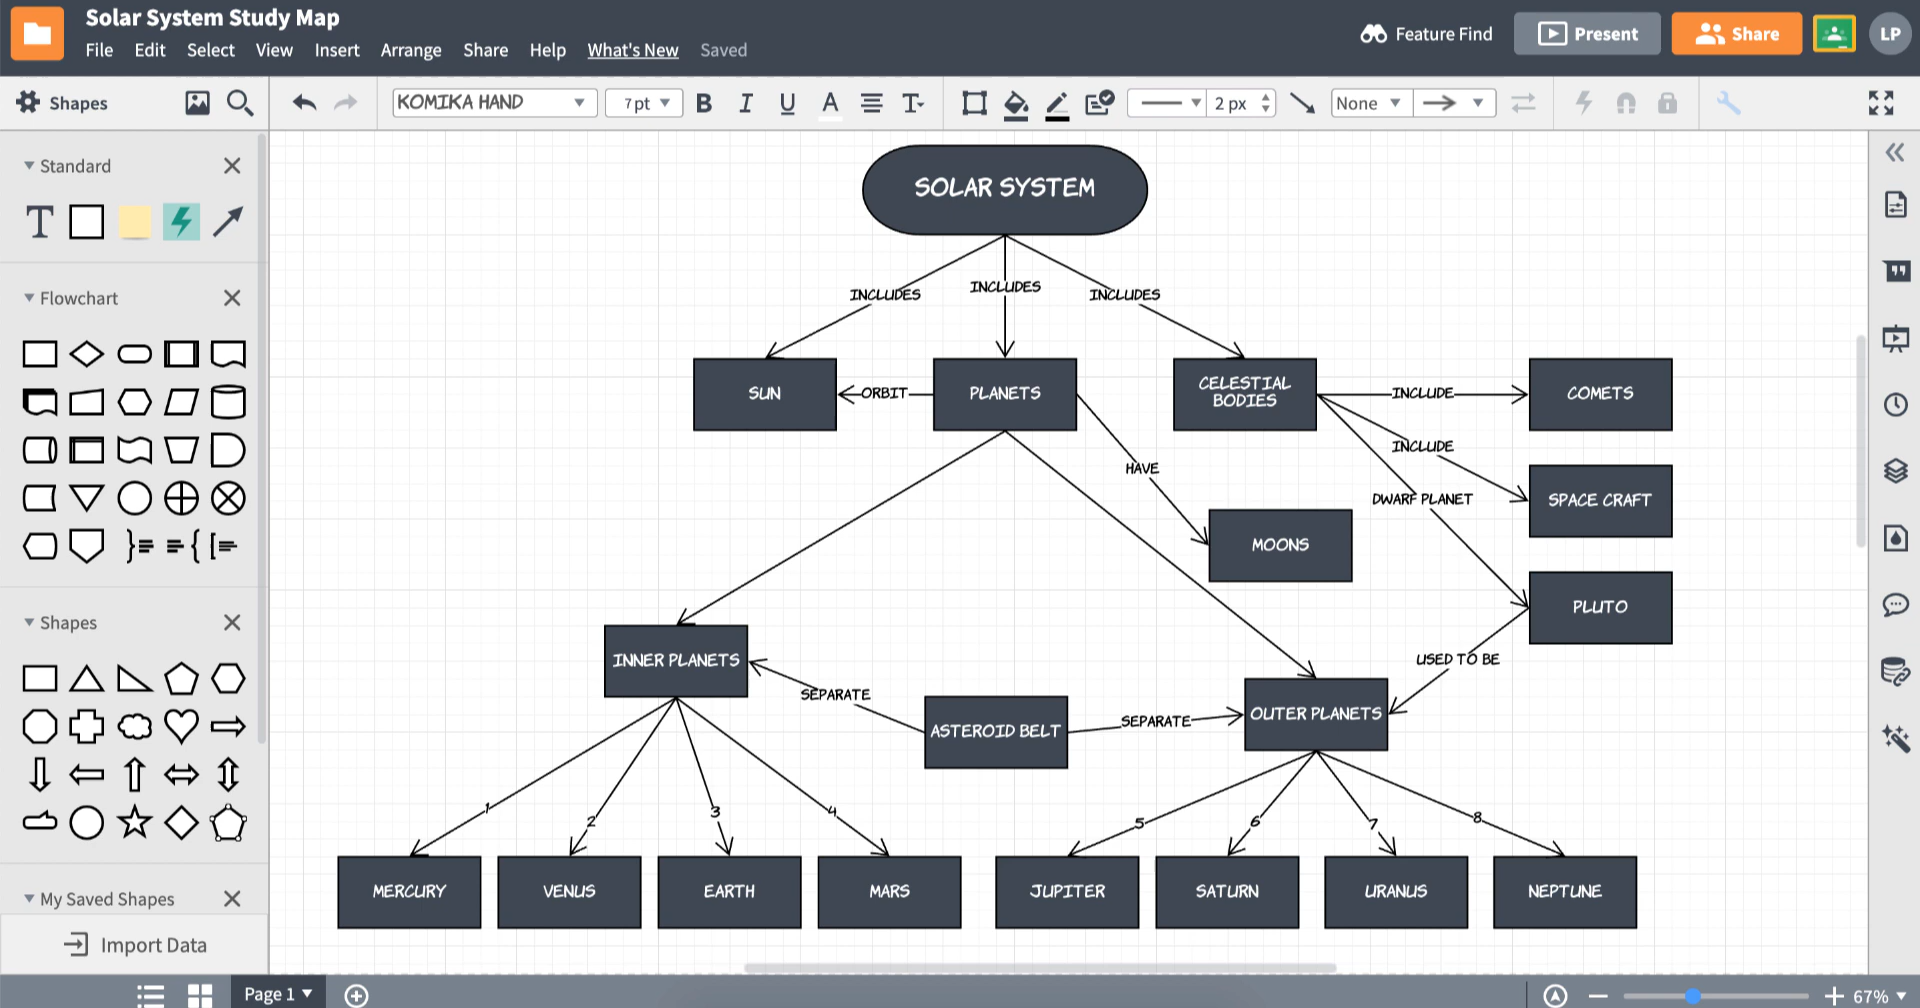 Solar System Study Map
File Edit Select View Insert Arrange Share Help What's New Saved
Feature Find
Present
Share
LP
Shapes
KOMIKA HAND
7 pt
B I U A T
2 px
None
Standard
T
Flowchart
Shapes
My Saved Shapes
Import Data
SOLAR SYSTEM
INCLUDES
INCLUDES
INCLUDES
SUN
ORBIT
PLANETS
CELESTIAL
BODIES
INCLUDE
COMETS
HAVE
INCLUDE
SPACE CRAFT
DWARF PLANET
MOONS
PLUTO
USED TO BE
INNER PLANETS
SEPARATE
ASTEROID BELT
SEPARATE
OUTER PLANETS
1
2
3
4
5
6
7
8
MERCURY
VENUS
EARTH
MARS
JUPITER
SATURN
URANUS
NEPTUNE
Page 1
67%